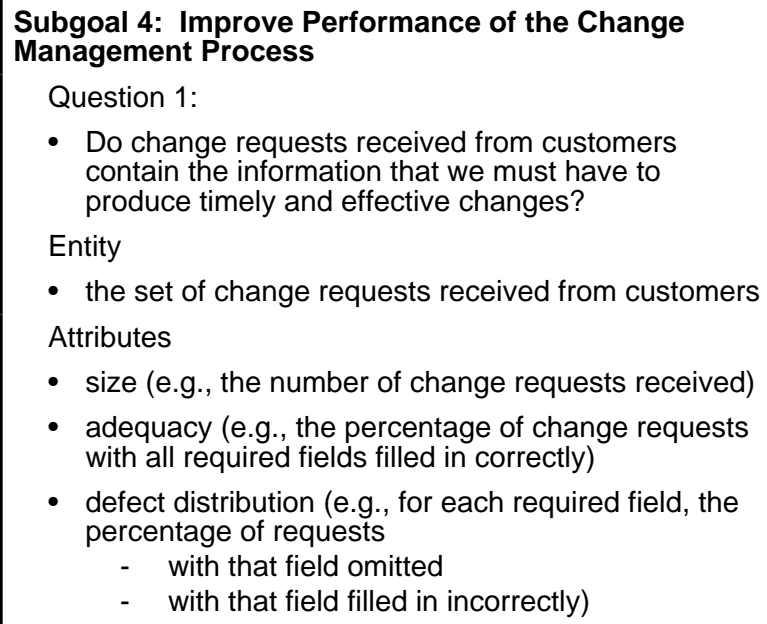 Subgoal 4:  Improve Performance of the Change
Management Process
Question 1:
• Do change requests received from customers
contain the information that we must have to
produce timely and effective changes?
Entity
• the set of change requests received from customers
Attributes
• size (e.g., the number of change requests received)
• adequacy (e.g., the percentage of change requests
with all required fields filled in correctly)
• defect distribution (e.g., for each required field, the
percentage of requests
- with that field omitted
- with that field filled in incorrectly)